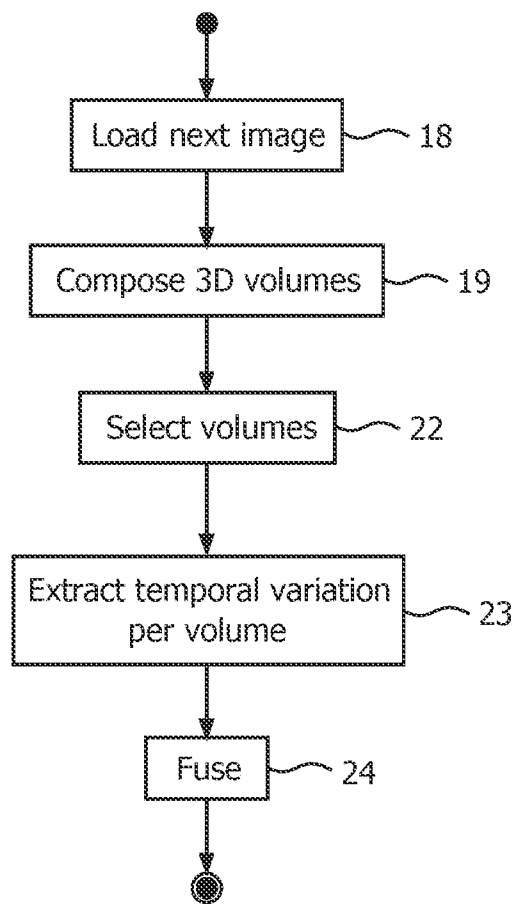 Load next image
18
Compose 3D volumes
19
Select volumes
22
Extract temporal variation
per volume
23
Fuse
24